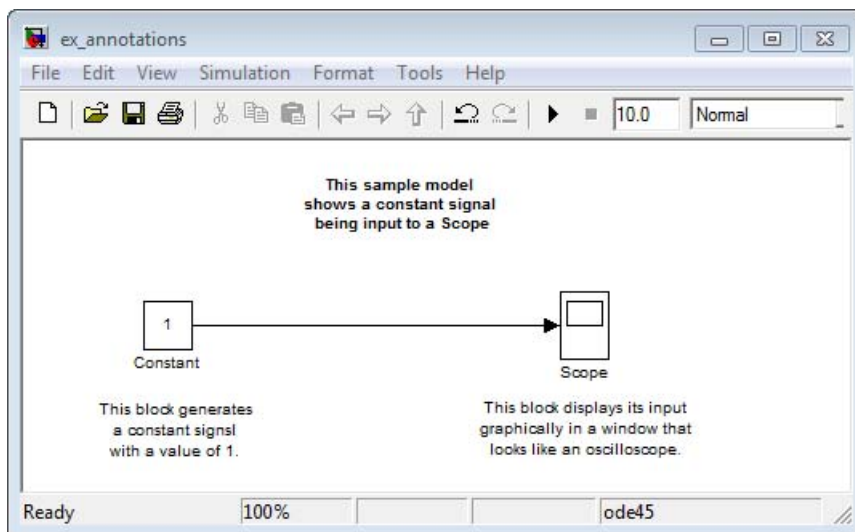 ex_annotations
File Edit View Simulation Format Tools Help
10.0 Normal
This sample model
shows a constant signal
being input to a Scope
1
Constant
Scope
This block generates
a constant signsl
with a value of 1.
This block displays its input
graphically in a window that
looks like an oscilloscope.
Ready 100% ode45